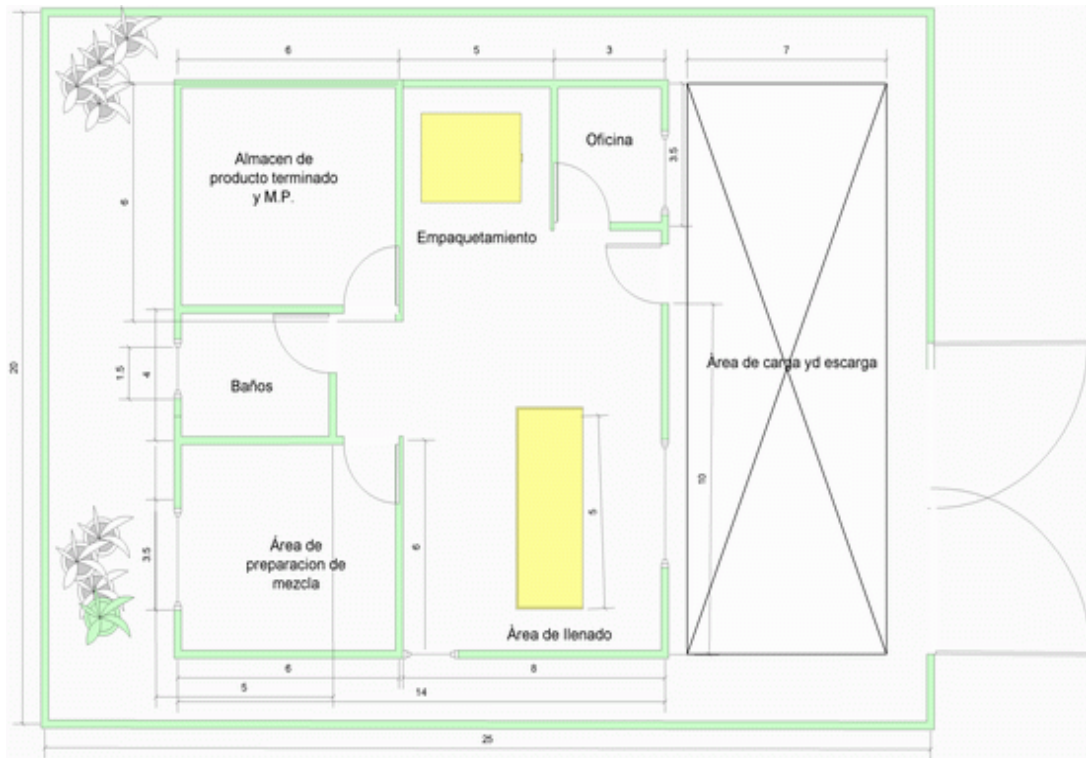 6
5
3
7
Almacen de
producto terminado
y M.P.
Oficina
3.5
6
Empaquetamiento
20
1.5
4
Baños
Àrea de carga yd escarga
10
5
6
3.5
Área de
preparacion de
mezcla
Àrea de llenado
6
8
5
14
25